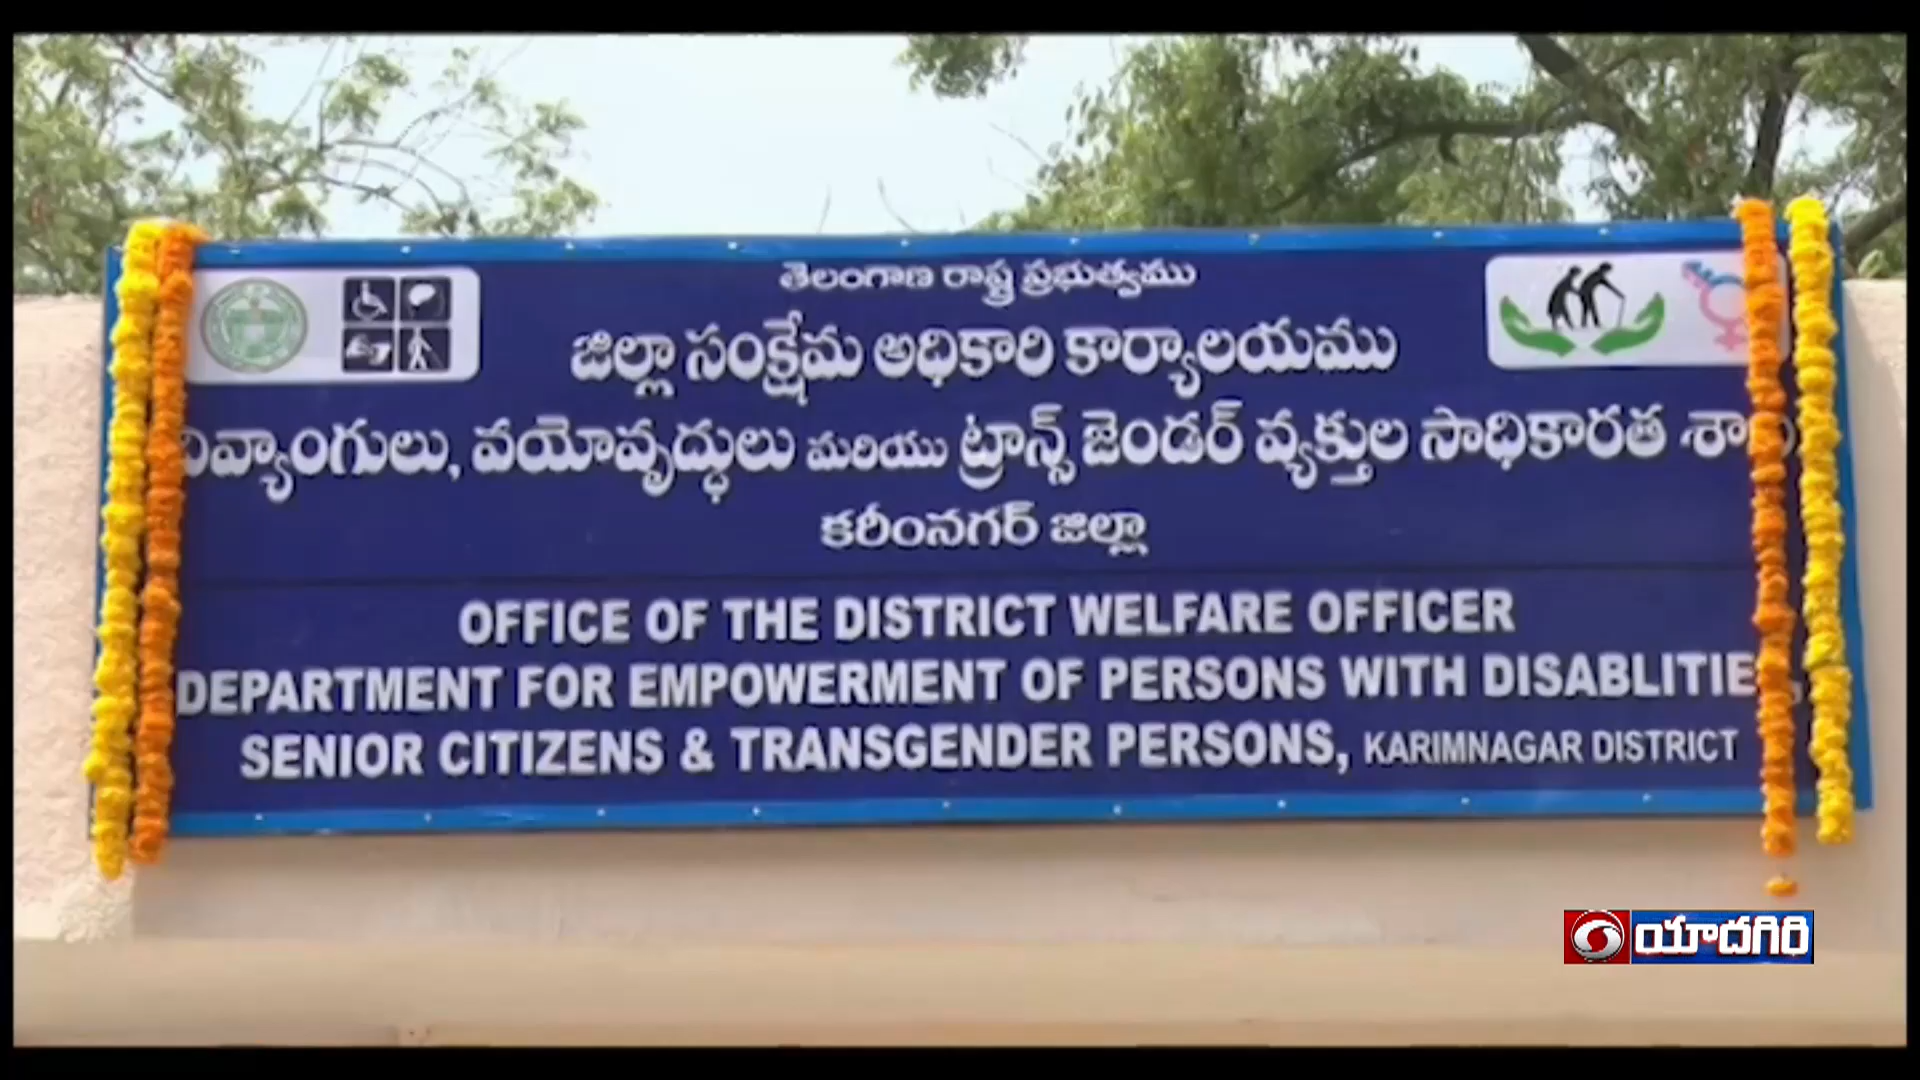 తెలంగాణ రాష్ట్ర ప్రభుత్వము
జిల్లా సంక్షేమ అధికారి కార్యాలయము
దివ్యాంగులు, వయోవృద్ధులు మరియు ట్రాన్స్ జెండర్ వ్యక్తుల సాధికారత
కరీంనగర్ జిల్లా
OFFICE OF THE DISTRICT WELFARE OFFICER
DEPARTMENT FOR EMPOWERMENT OF PERSONS WITH DISABLITIE ,
SENIOR CITIZENS & TRANSGENDER PERSONS, KARIMNAGAR DISTRICT
యాదగిరి